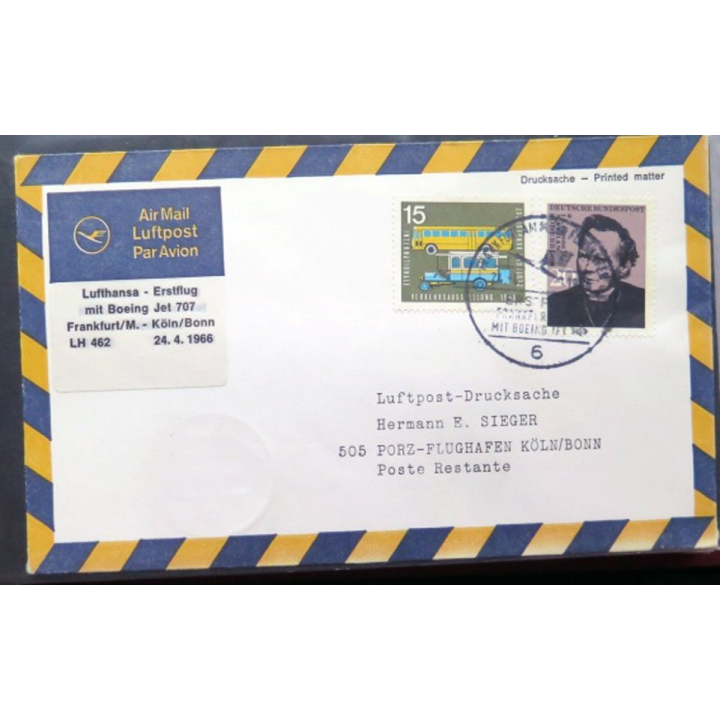 Drucksache – Printed matter
Air Mail
Luftpost
Par Avion
Lufthansa - Erstflug
mit Boeing Jet 707
Frankfurt/M. - Köln/Bonn
LH 462 24. 4. 1966
15
DEUTSCHE BUNDESPOST
MIT BOEING
6
Luftpost-Drucksache
Hermann E. SIEGER
505 PORZ-FLUGHAFEN KÖLN/BONN
Poste Restante